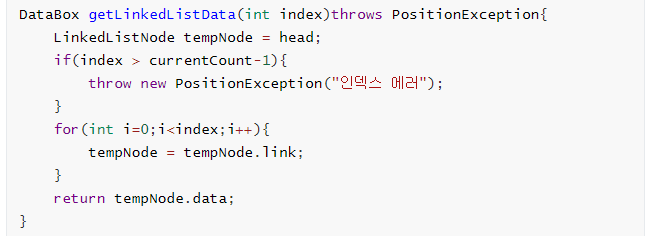 DataBox getLinkedListData(int index)throws PositionException{
    LinkedListNode tempNode = head;
    if(index > currentCount-1){
        throw new PositionException("인덱스 에러");
    }
    for(int i=0;i<index;i++){
        tempNode = tempNode.link;
    }
    return tempNode.data;
}